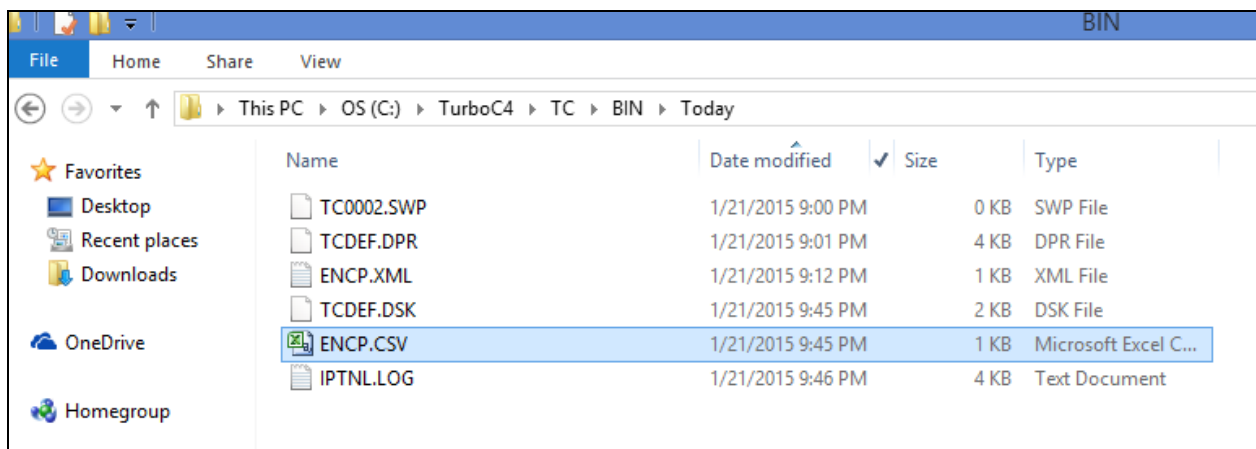 BIN
File Home Share View
This PC OS (C:) TurboC4 TC BIN Today
Name Date modified Size Type
Favorites
Desktop
Recent places
Downloads
OneDrive
Homegroup
TC0002.SWP 1/21/2015 9:00 PM 0 KB SWP File
TCDEF.DPR 1/21/2015 9:01 PM 4 KB DPR File
ENCP.XML 1/21/2015 9:12 PM 1 KB XML File
TCDEF.DSK 1/21/2015 9:45 PM 2 KB DSK File
ENCP.CSV 1/21/2015 9:45 PM 1 KB Microsoft Excel C...
IPTNL.LOG 1/21/2015 9:46 PM 4 KB Text Document